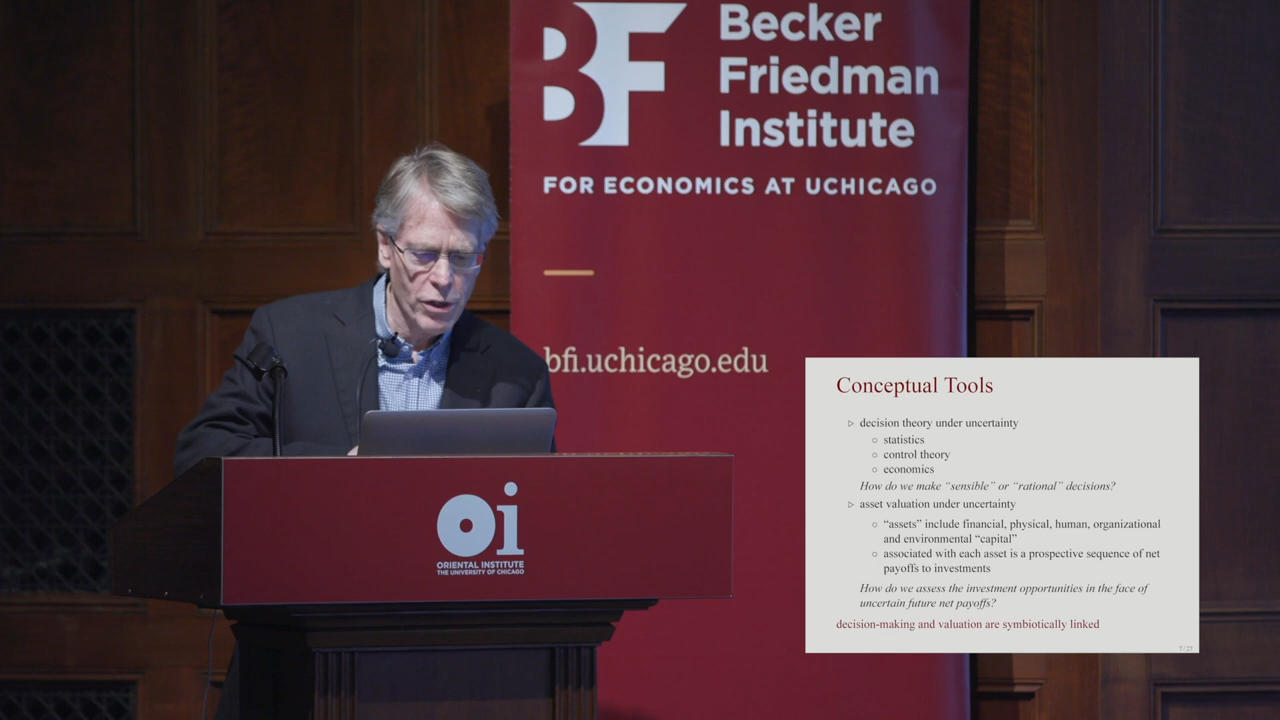 BF
Becker
Friedman
Institute
FOR ECONOMICS AT UCHICAGO
bfi.uchicago.edu
oi
ORIENTAL INSTITUTE
THE UNIVERSITY OF CHICAGO
Conceptual Tools
▷ decision theory under uncertainty
○ statistics
○ control theory
○ economics
How do we make “sensible” or “rational” decisions?
▷ asset valuation under uncertainty
○ “assets” include financial, physical, human, organizational
and environmental “capital”
○ associated with each asset is a prospective sequence of net
payoffs to investments
How do we assess the investment opportunities in the face of
uncertain future net payoffs?
decision-making and valuation are symbiotically linked
7 / 27